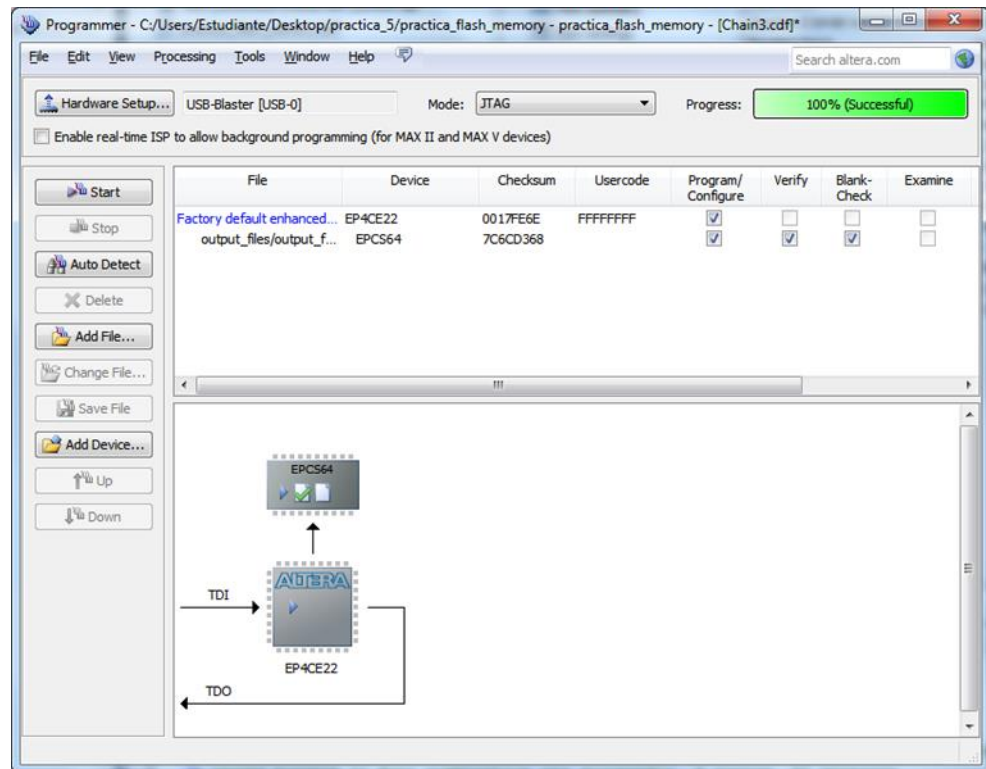 Programmer - C:/Users/Estudiante/Desktop/practica_5/practica_flash_memory - practica_flash_memory - [Chain3.cdf]*
File Edit View Processing Tools Window Help
Search altera.com
Hardware Setup... USB-Blaster [USB-0] Mode: JTAG Progress: 100% (Successful)
Enable real-time ISP to allow background programming (for MAX II and MAX V devices)
Start
Stop
Auto Detect
Delete
Add File...
Change File...
Save File
Add Device...
Up
Down
File Device Checksum Usercode Program/ Configure Verify Blank- Check Examine
Factory default enhanced... EP4CE22 0017FE6E FFFFFFFF
output_files/output_f... EPCS64 7C6CD368
EPCS64
ALTERA
TDI
EP4CE22
TDO